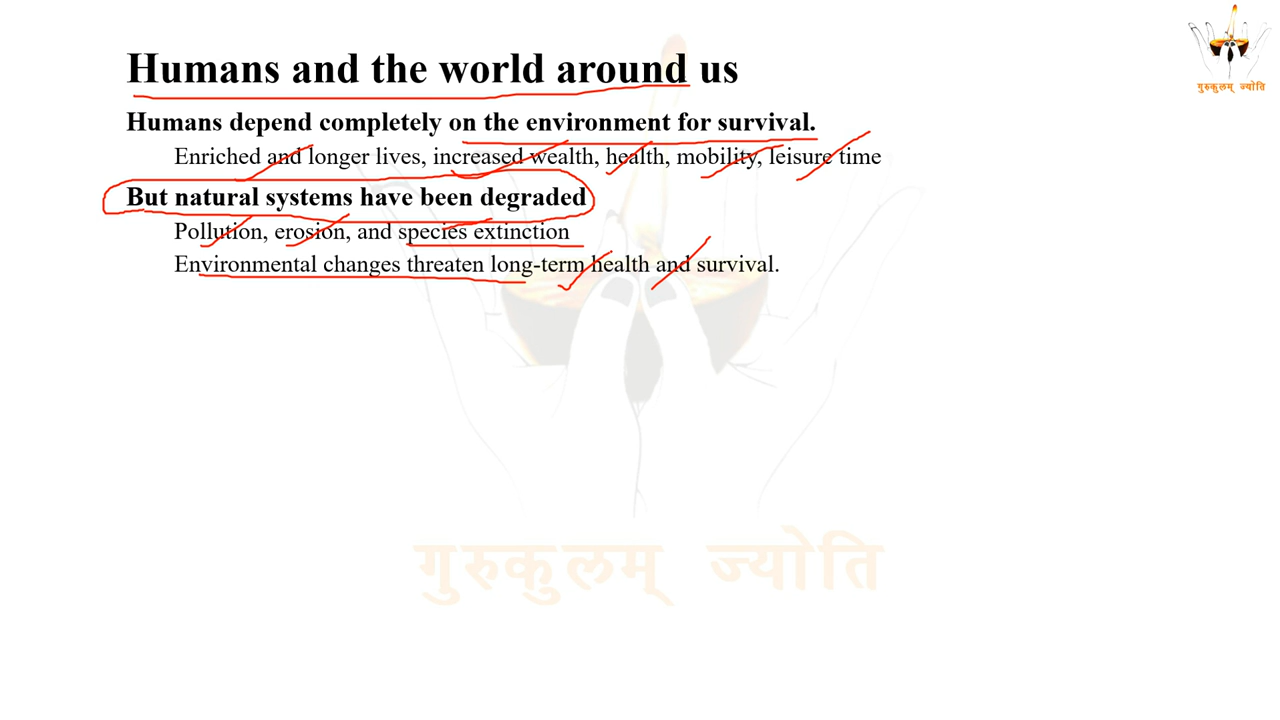 Humans and the world around us
Humans depend completely on the environment for survival.
Enriched and longer lives, increased wealth, health, mobility, leisure time
But natural systems have been degraded
Pollution, erosion, and species extinction
Environmental changes threaten long-term health and survival.
गुरुकुलम् ज्योति
गुरुकुलम् ज्योति